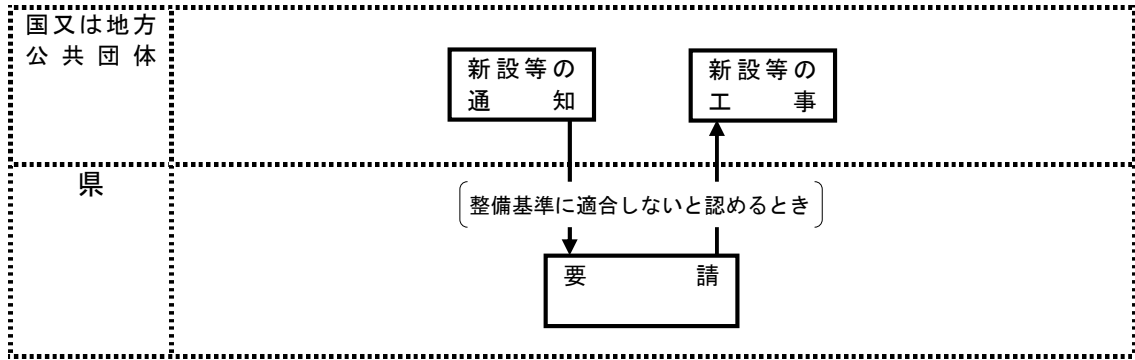 国又は地方
公共団体
新設等の
通知
新設等の
工事
県
整備基準に適合しないと認めるとき
要請